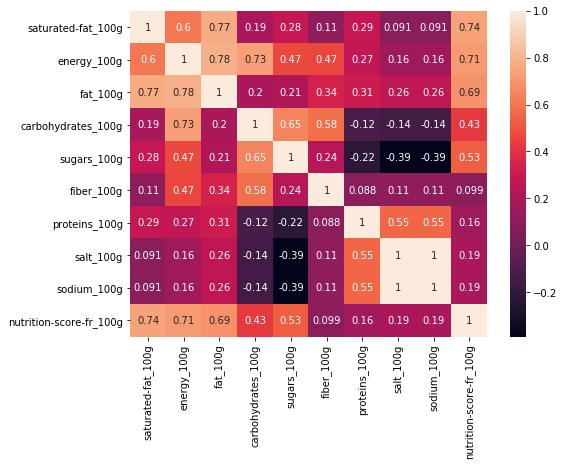 saturated-fat_100g 1 0.6 0.77 0.19 0.28 0.11 0.29 0.091 0.091 0.74
energy_100g 0.6 1 0.78 0.73 0.47 0.47 0.27 0.16 0.16 0.71
fat_100g 0.77 0.78 1 0.2 0.21 0.34 0.31 0.26 0.26 0.69
carbohydrates_100g 0.19 0.73 0.2 1 0.65 0.58 -0.12 -0.14 -0.14 0.43
sugars_100g 0.28 0.47 0.21 0.65 1 0.24 -0.22 -0.39 -0.39 0.53
fiber_100g 0.11 0.47 0.34 0.58 0.24 1 0.088 0.11 0.11 0.099
proteins_100g 0.29 0.27 0.31 -0.12 -0.22 0.088 1 0.55 0.55 0.16
salt_100g 0.091 0.16 0.26 -0.14 -0.39 0.11 0.55 1 1 0.19
sodium_100g 0.091 0.16 0.26 -0.14 -0.39 0.11 0.55 1 1 0.19
nutrition-score-fr_100g 0.74 0.71 0.69 0.43 0.53 0.099 0.16 0.19 0.19 1
saturated-fat_100g
energy_100g
fat_100g
carbohydrates_100g
sugars_100g
fiber_100g
proteins_100g
salt_100g
sodium_100g
nutrition-score-fr_100g
1.0
0.8
0.6
0.4
0.2
0.0
−0.2